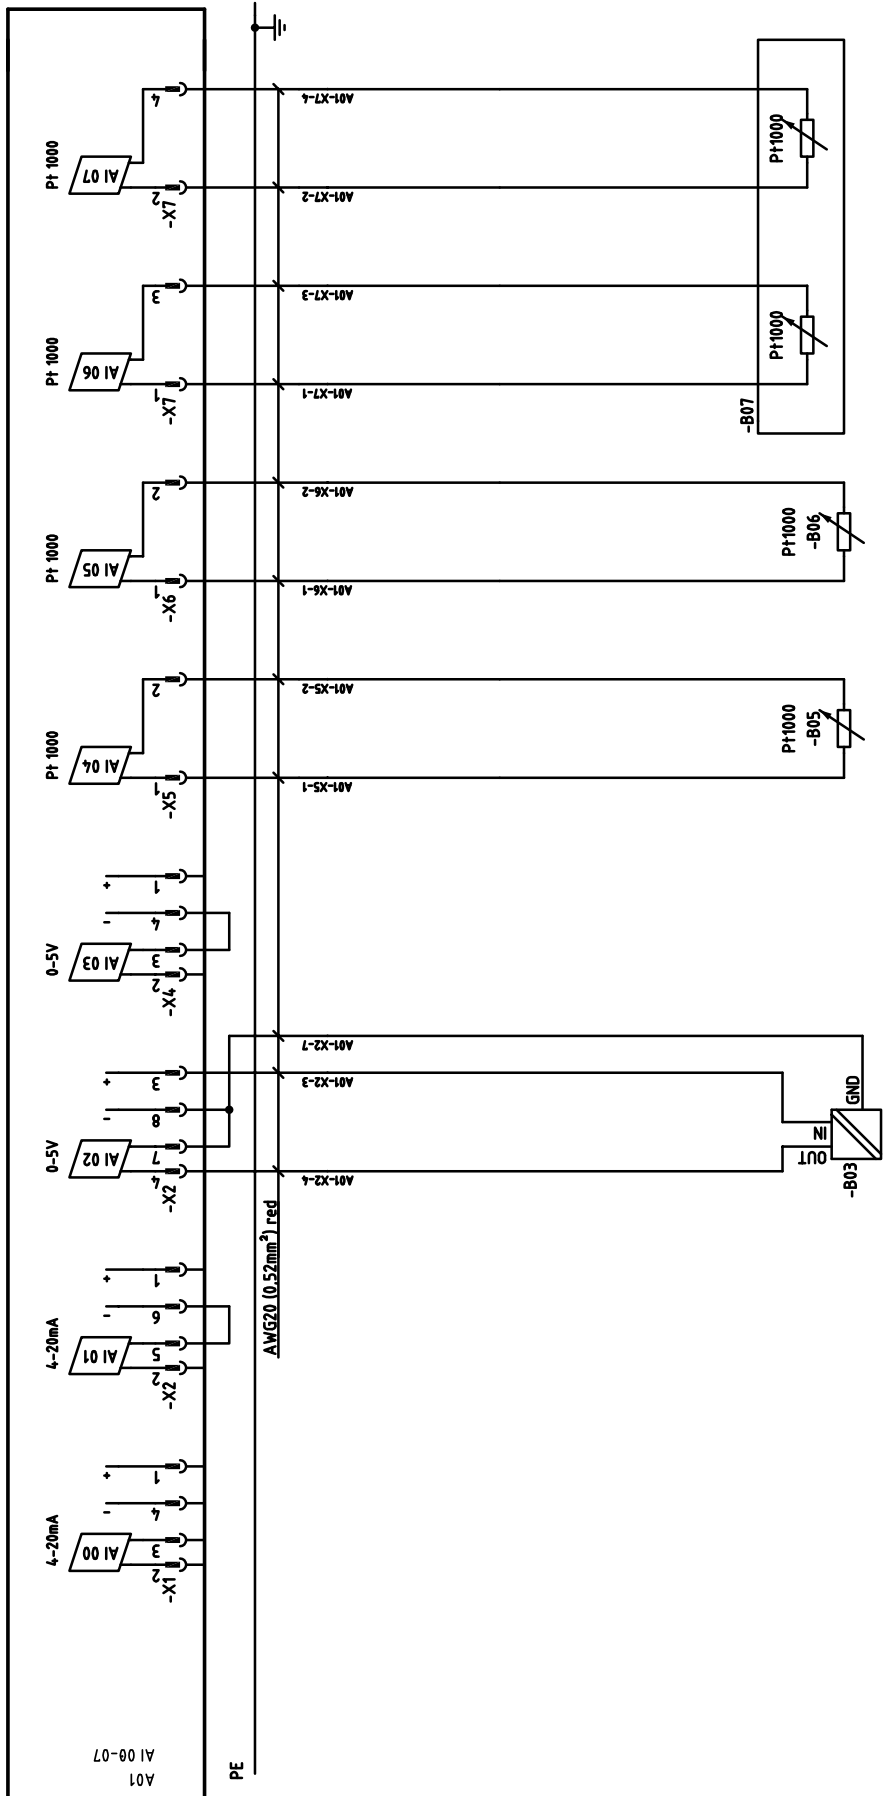 Pt 1000
AI 07
4
2
-X7
A01-X7-4
A01-X7-2
Pt1000
Pt 1000
AI 06
3
1
-X7
A01-X7-3
A01-X7-1
Pt1000
-B07
Pt 1000
AI 05
2
1
-X6
A01-X6-2
A01-X6-1
Pt1000
-B06
Pt 1000
AI 04
2
1
-X5
A01-X5-2
A01-X5-1
Pt1000
-B05
0-5V
AI 03
+
1
-
4
3
2
-X4
0-5V
AI 02
+
3
-
8
7
4
-X2
A01-X2-7
A01-X2-3
A01-X2-4
GND
IN
OUT
-B03
AWG20 (0.52mm²) red
4-20mA
AI 01
+
1
-
6
5
2
-X2
4-20mA
AI 00
+
1
-
4
3
2
-X1
AI 00-07
A01
PE